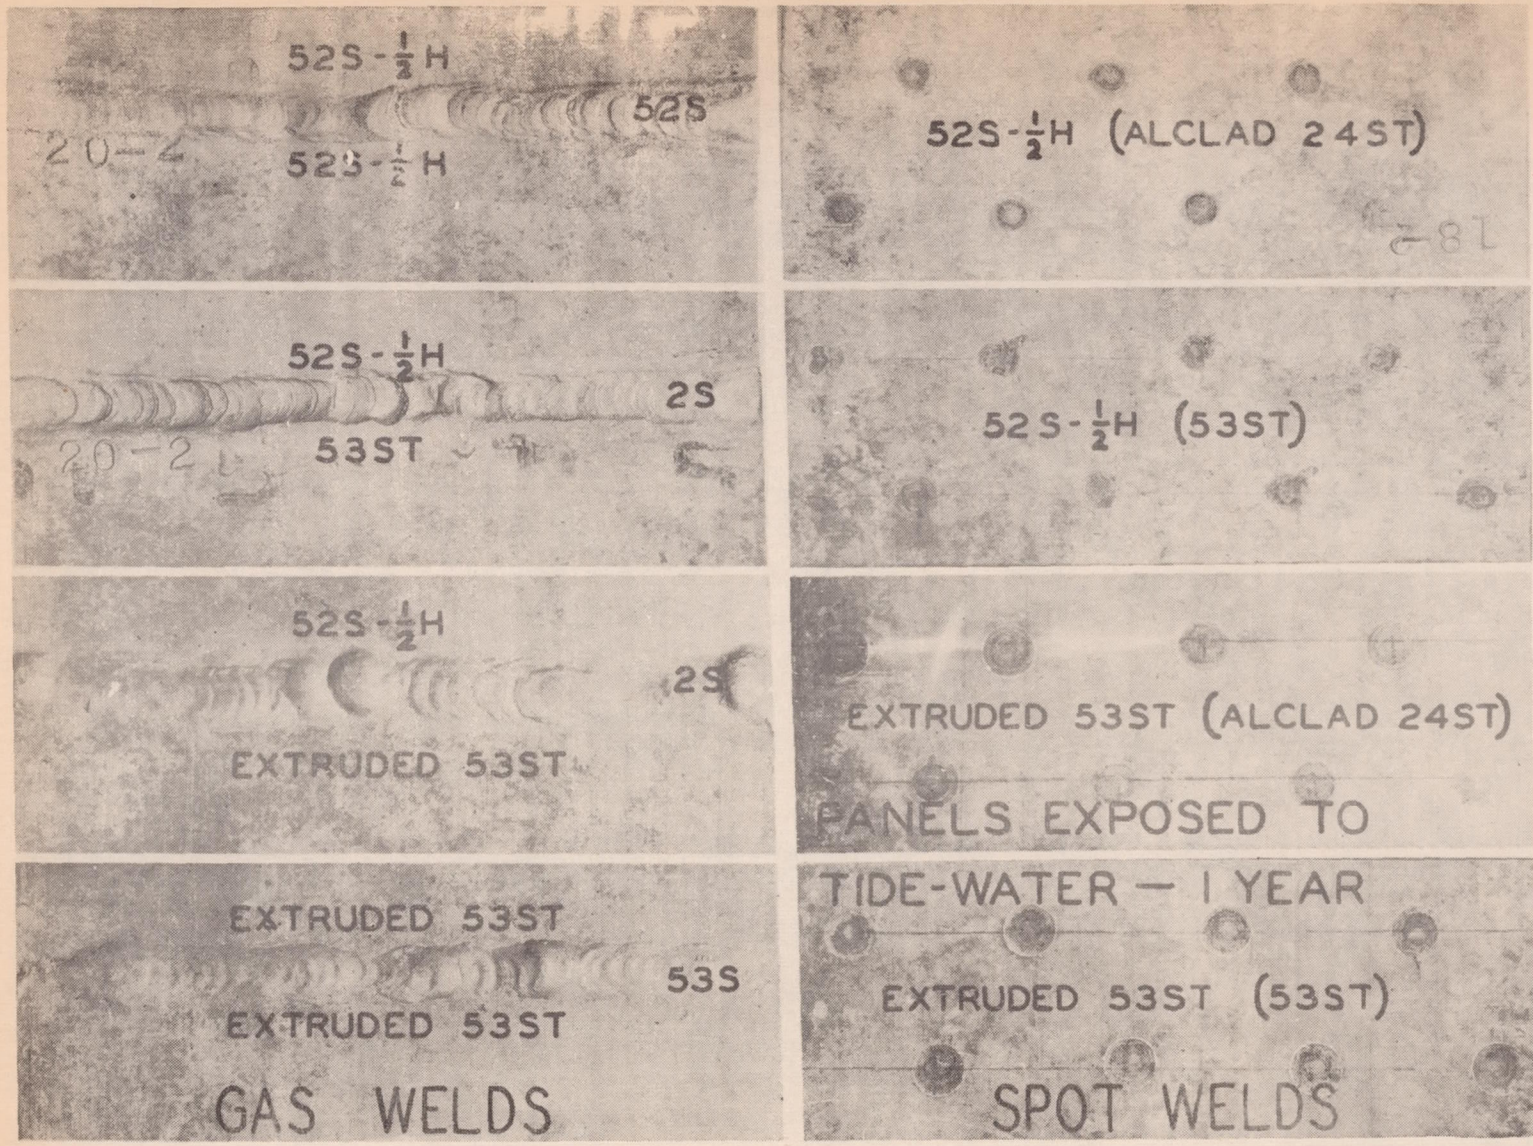 52S-½H
52S
20-4
52S-½H
52S-½H
2S
20-2
53ST
52S-½H
2S
EXTRUDED 53ST
EXTRUDED 53ST
53S
EXTRUDED 53ST
GAS WELDS
52S-½H (ALCLAD 24ST)
52S-½H (53ST)
EXTRUDED 53ST (ALCLAD 24ST)
PANELS EXPOSED TO
TIDE-WATER — 1 YEAR
EXTRUDED 53ST (53ST)
SPOT WELDS